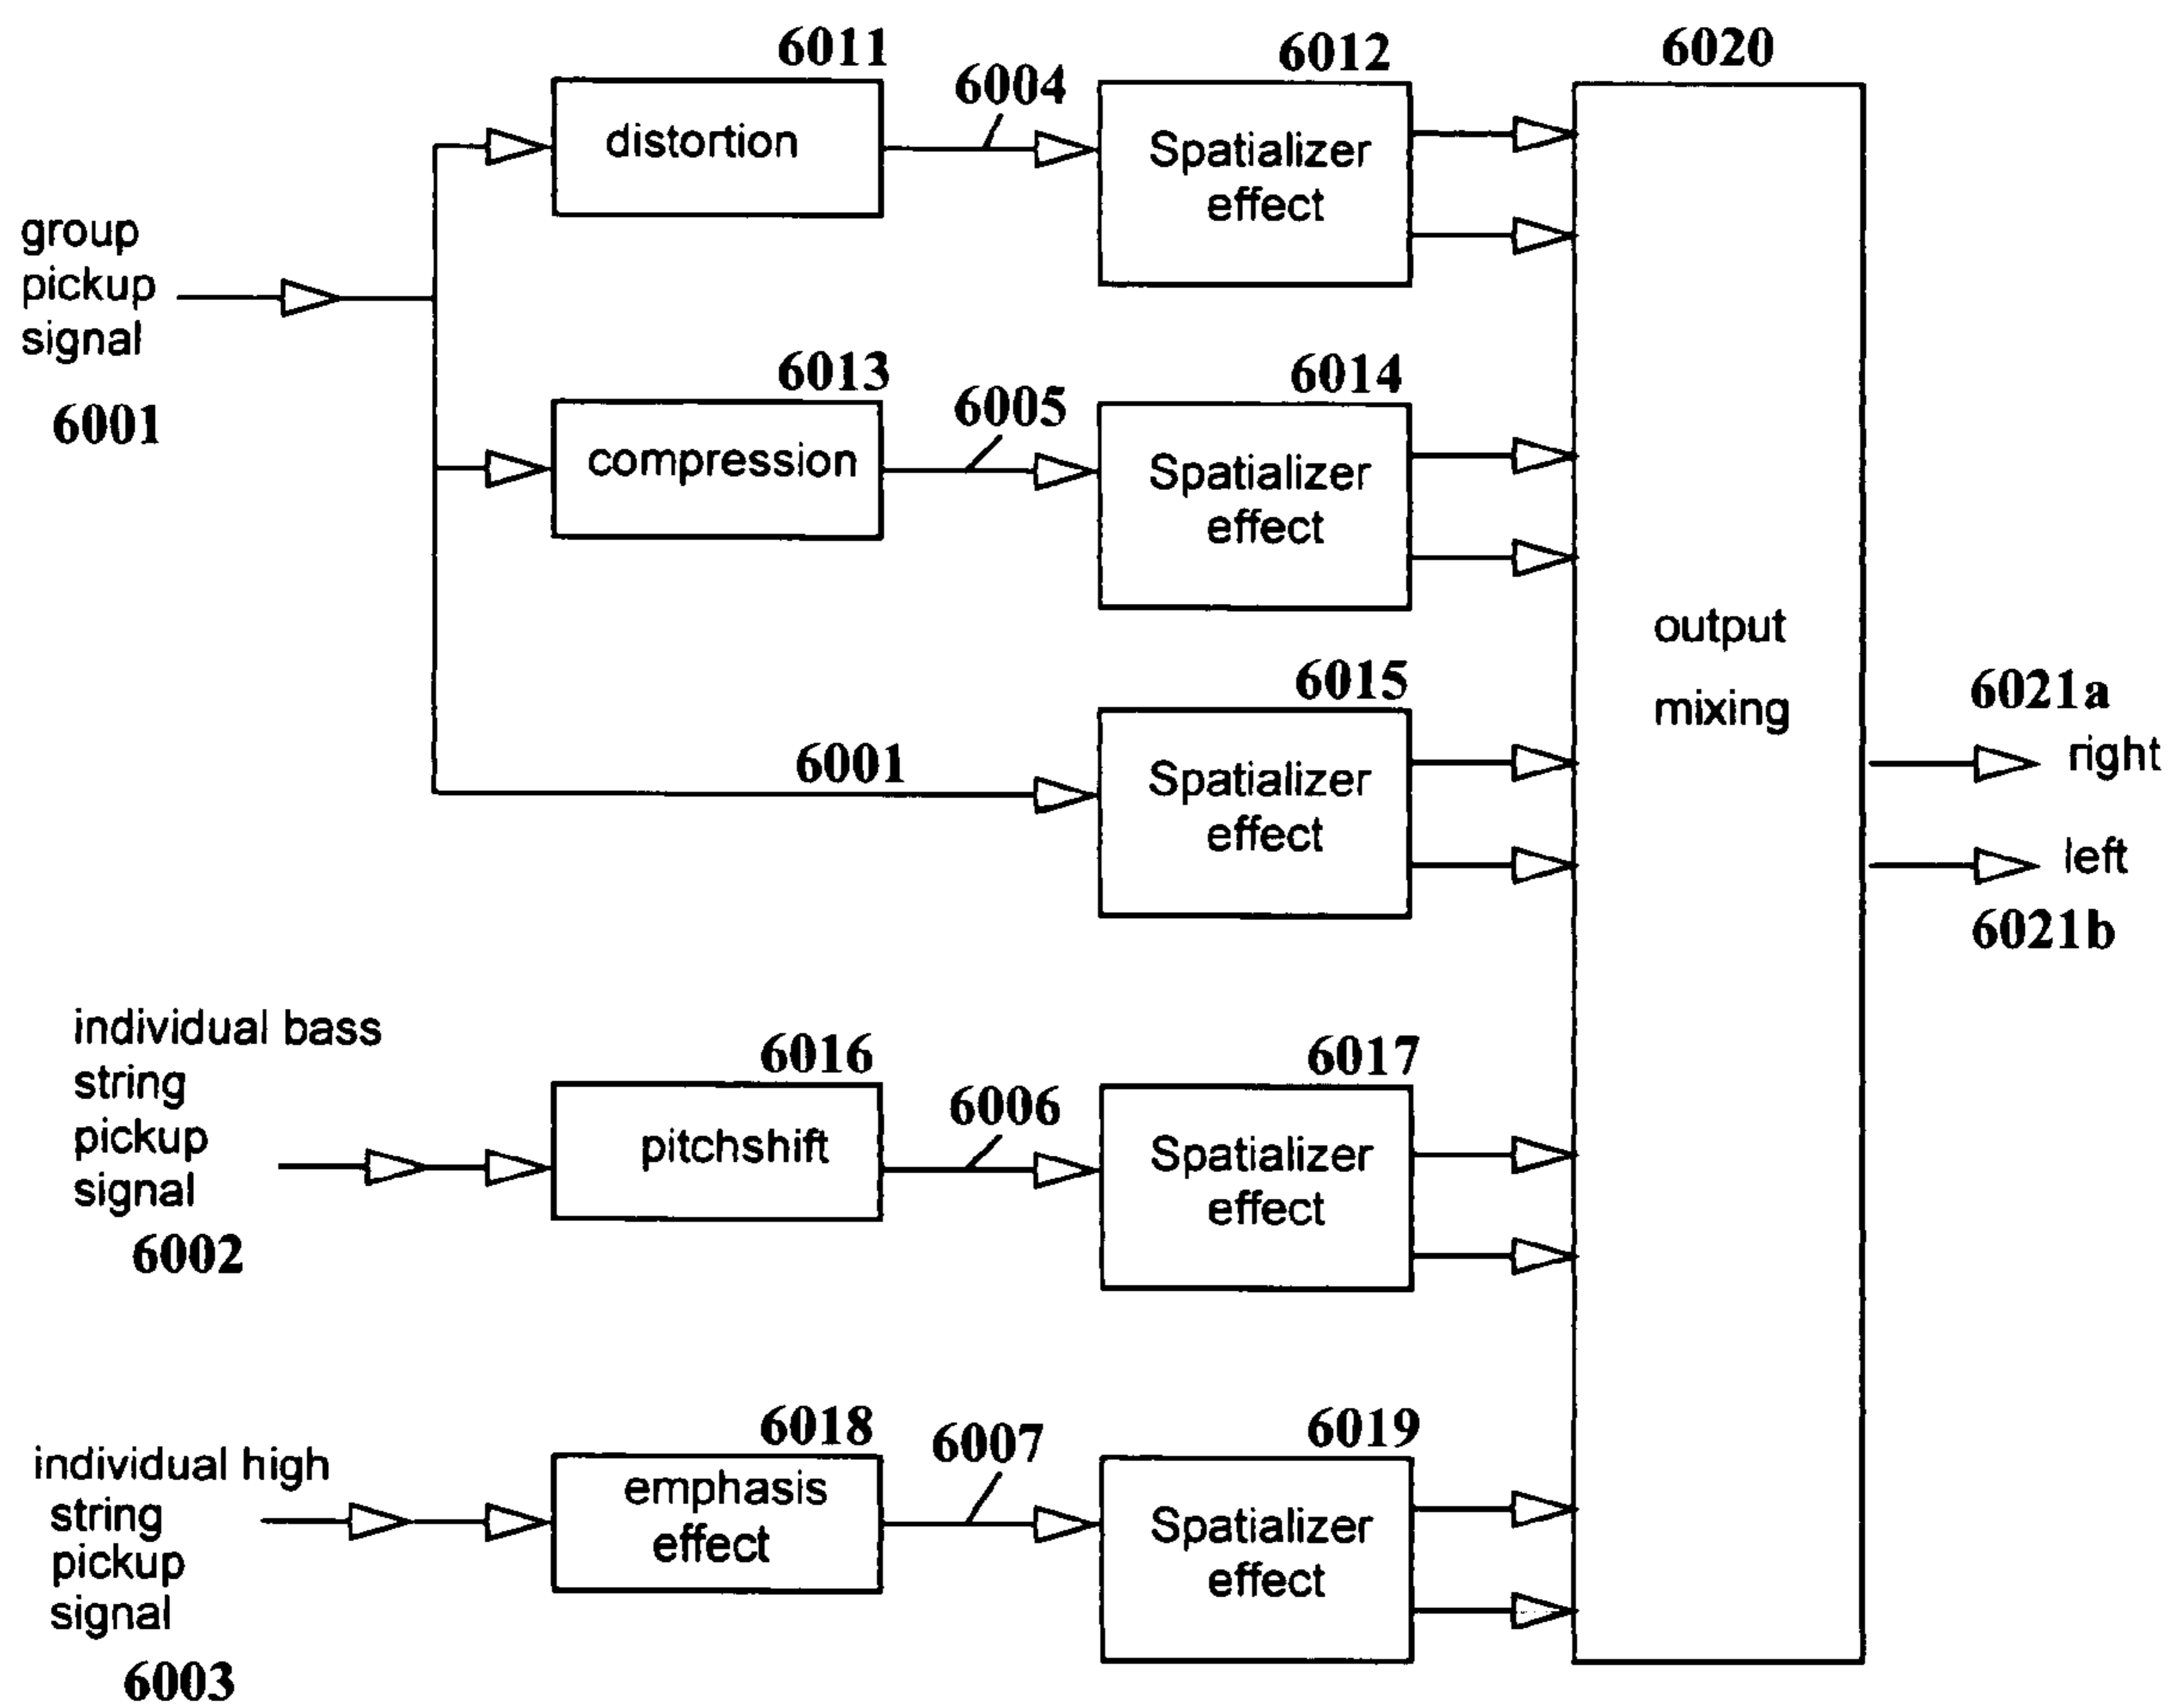 6011
6004
6012
6020
distortion
Spatializer
effect
group
pickup
signal
6001
6013
6005
6014
compression
Spatializer
effect
output
mixing
6015
6001
Spatializer
effect
6021a
right
left
6021b
individual bass
string
pickup
signal
6002
6016
6006
6017
pitchshift
Spatializer
effect
individual high
string
pickup
signal
6003
6018
6007
6019
emphasis
effect
Spatializer
effect